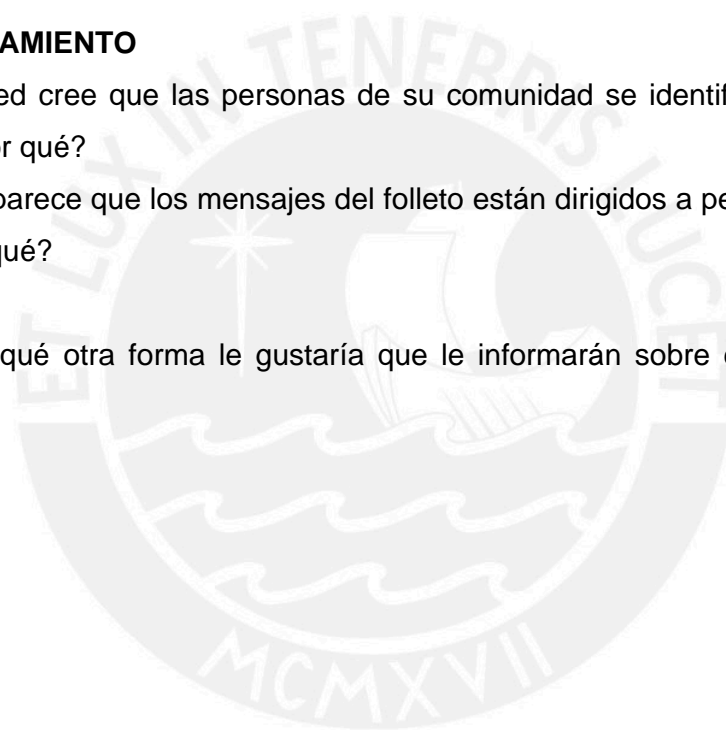 AMIENTO
ed cree que las personas de su comunidad se identif
r qué?
parece que los mensajes del folleto están dirigidos a pe
qué?
qué otra forma le gustaría que le informarán sobre
ET LUX IN TENEBRIS LUCET
MCMXVII